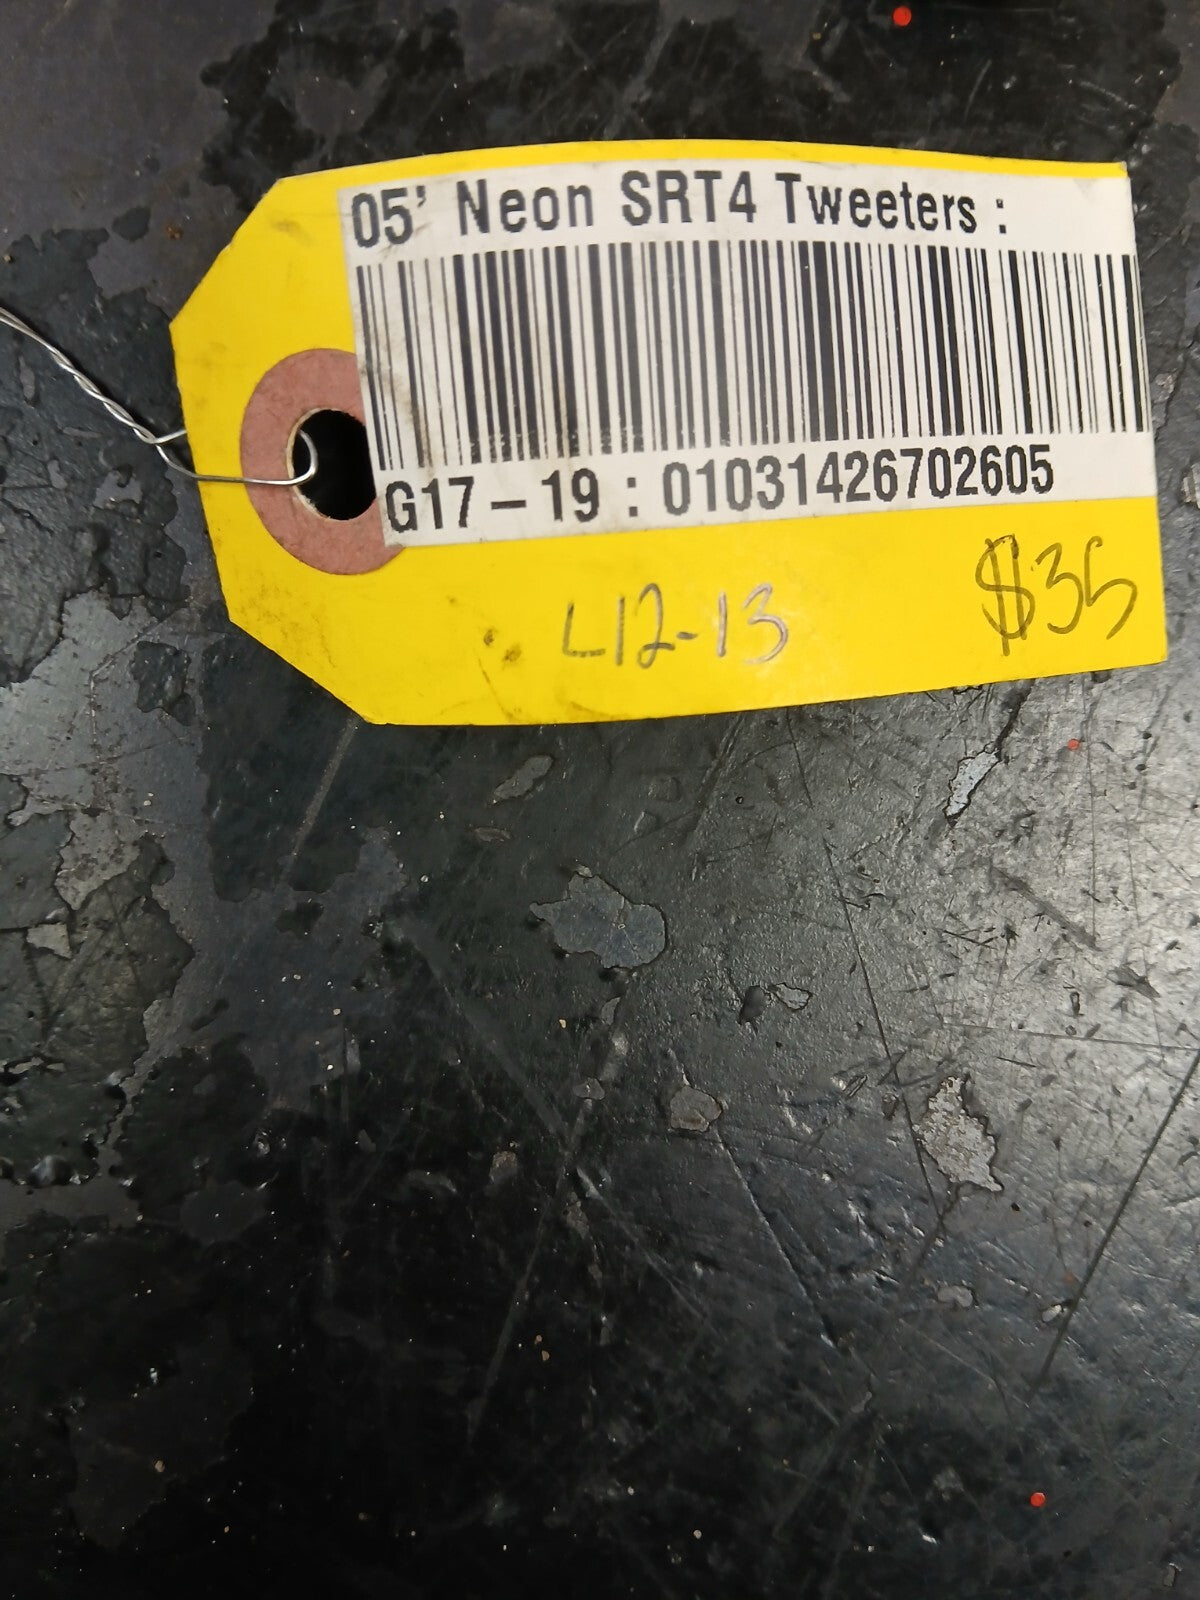 05' Neon SRT4 Tweeters :
G17 - 19 : 01031426702605
$35
L12-13